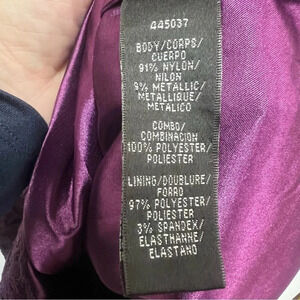 445037
BODY/CORPS/
CUERPO
91% NYLON/
NILON
9% METALLIC/
METALLIQUE/
METALICO
COMBO/
COMBINACION
100% POLYESTER/
POLIESTER
LINING/DOUBLURE/
FORRO
97% POLYESTER/
POLIESTER
3% SPANDEX/
ELASTHANNE/
ELASTANO